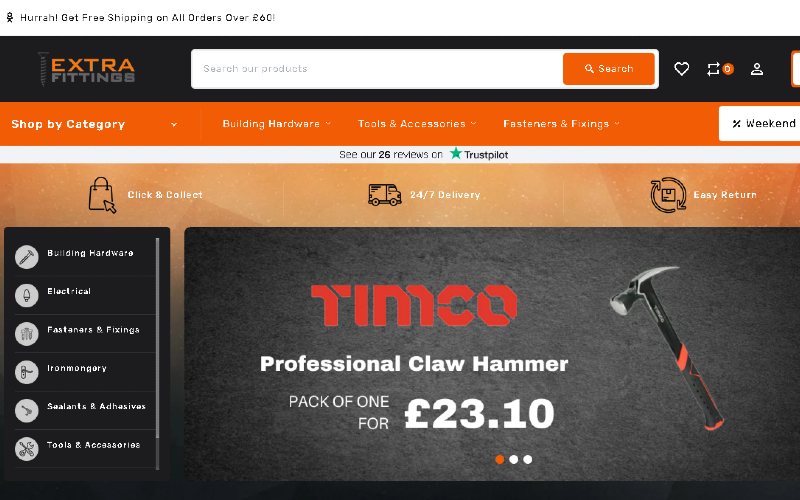 Hurrah! Get Free Shipping on All Orders Over £60!
EXTRA
FITTINGS
Search our products
Search
0
Shop by Category
Building Hardware
Tools & Accessories
Fasteners & Fixings
Weekend
See our 26 reviews on Trustpilot
Click & Collect
24/7 Delivery
Easy Return
Building Hardware
Electrical
Fasteners & Fixings
Ironmongery
Sealants & Adhesives
Tools & Accessories
TIMCO
Professional Claw Hammer
PACK OF ONE
FOR
£23.10